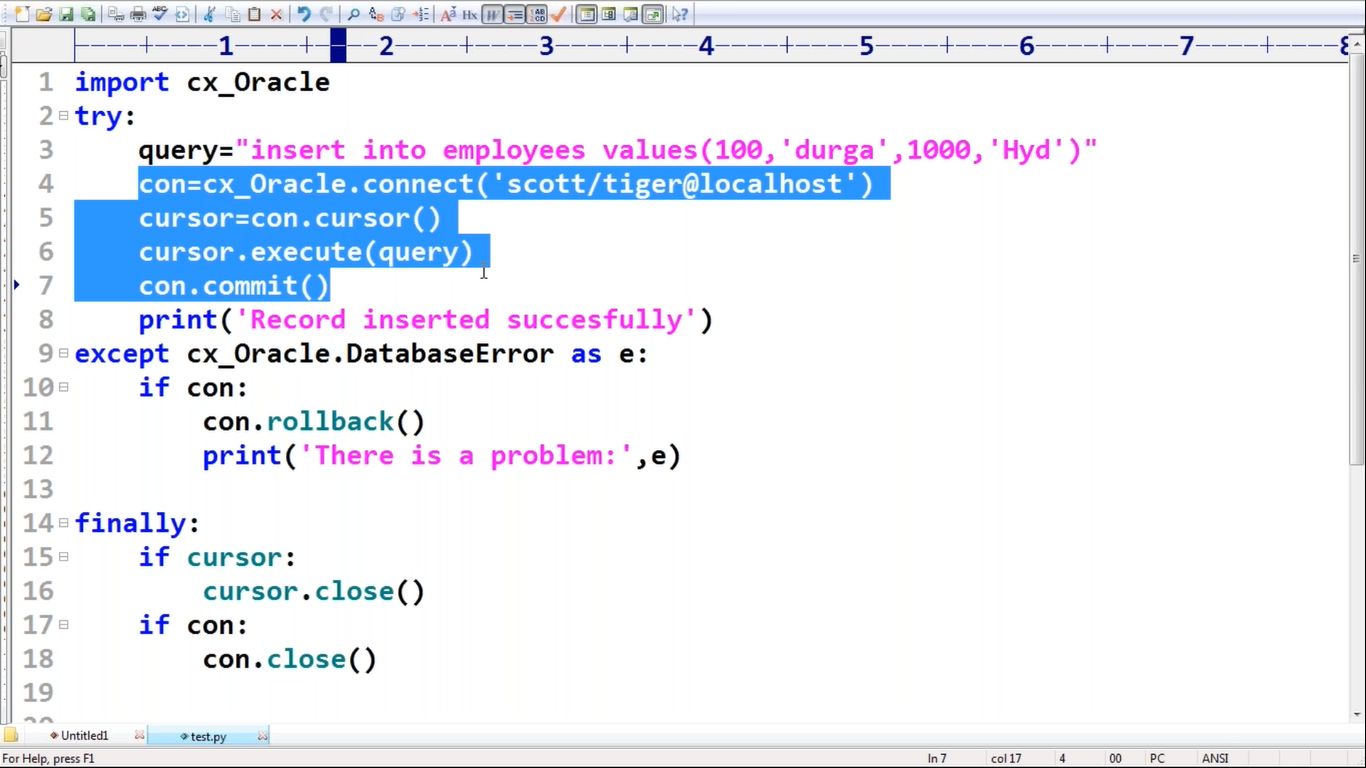 1 2 3 4 5 6 7 8
1 import cx_Oracle
2 try:
3 query="insert into employees values(100,'durga',1000,'Hyd')"
4 con=cx_Oracle.connect('scott/tiger@localhost')
5 cursor=con.cursor()
6 cursor.execute(query)
7 con.commit()
8 print('Record inserted succesfully')
9 except cx_Oracle.DatabaseError as e:
10 if con:
11 con.rollback()
12 print('There is a problem:',e)
13
14 finally:
15 if cursor:
16 cursor.close()
17 if con:
18 con.close()
19
Untitled1 test.py
For Help, press F1 ln 7 col 17 4 00 PC ANSI